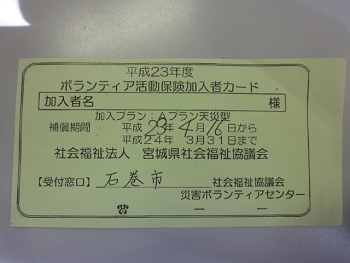 平成23年度
ボランティア活動保険加入者カード
加入者名 様
加入プラン:Aプラン天災型
補償期間 平成 23年 4月 16日から
平成24年 3月31日まで
社会福祉法人 宮城県社会福祉協議会
【受付窓口】 石巻市 社会福祉協議会
災害ボランティアセンター
☎ ー ー